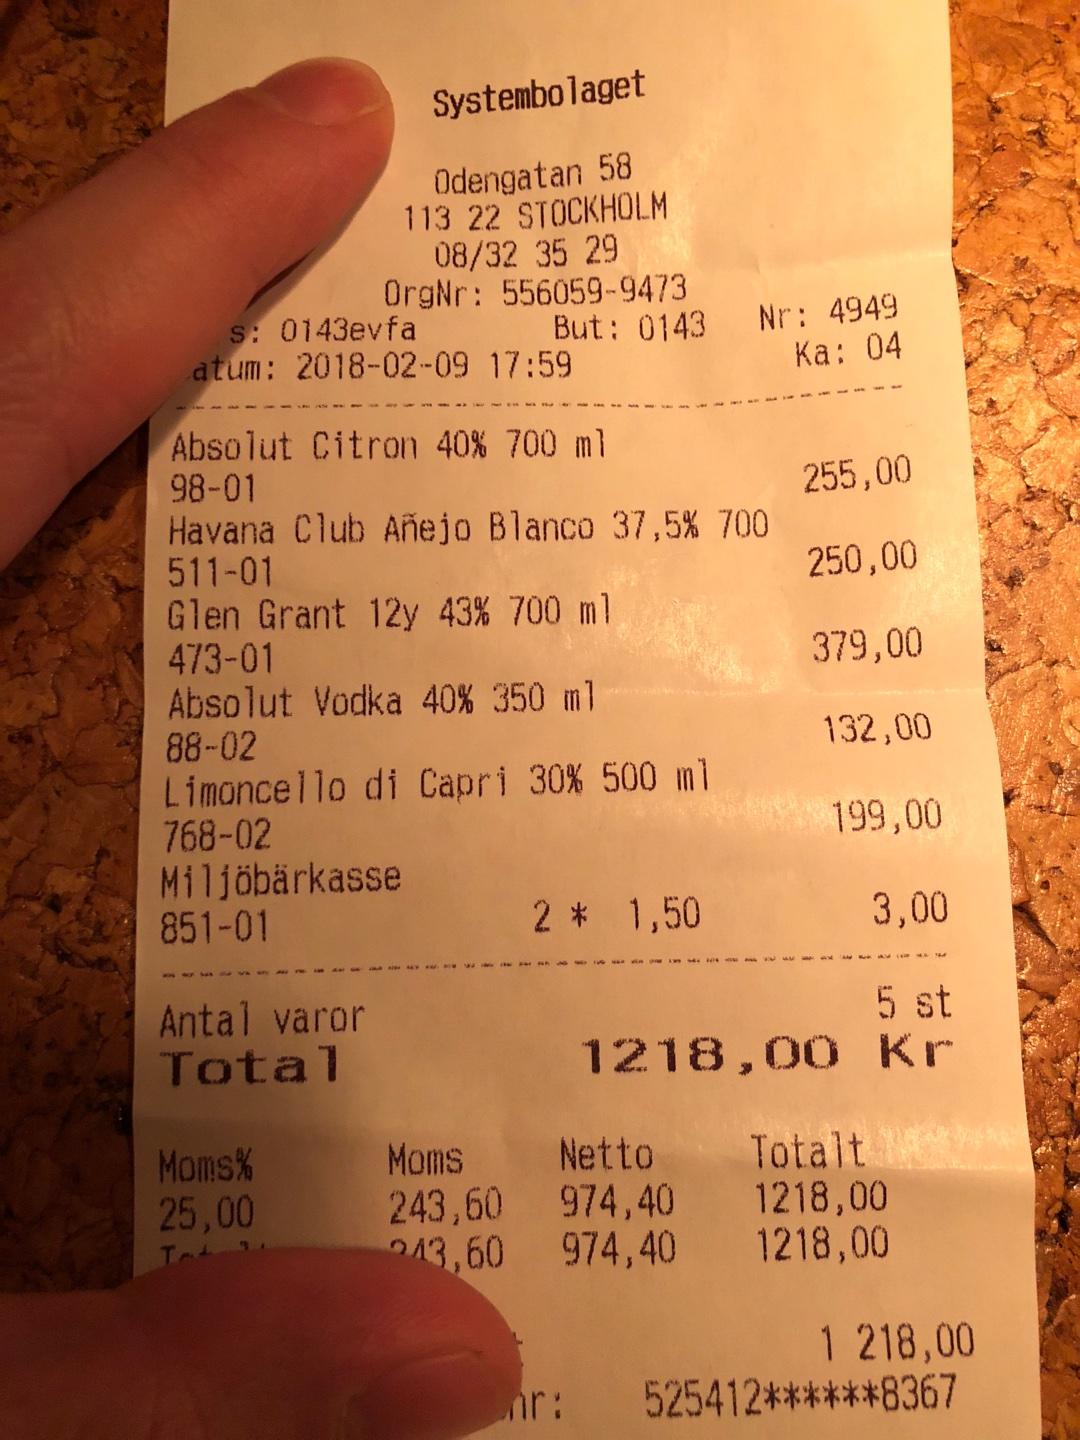 Systembolaget
Odengatan 58
113 22 STOCKHOLM
08/32 35 29
OrgNr: 556059-9473
s: 0143evfa But: 0143 Nr: 4949
atum: 2018-02-09 17:59 Ka: 04
Absolut Citron 40% 700 ml
98-01 255,00
Havana Club Añejo Blanco 37,5% 700
511-01 250,00
Glen Grant 12y 43% 700 ml
473-01 379,00
Absolut Vodka 40% 350 ml
88-02 132,00
Limoncello di Capri 30% 500 ml
768-02 199,00
Miljöbärkasse
851-01 2 * 1,50 3,00
Antal varor 5 st
Total 1218,00 Kr
Moms% Moms Netto Totalt
25,00 243,60 974,40 1218,00
Totalt 243,60 974,40 1218,00
1 218,00
nr: 525412******8367